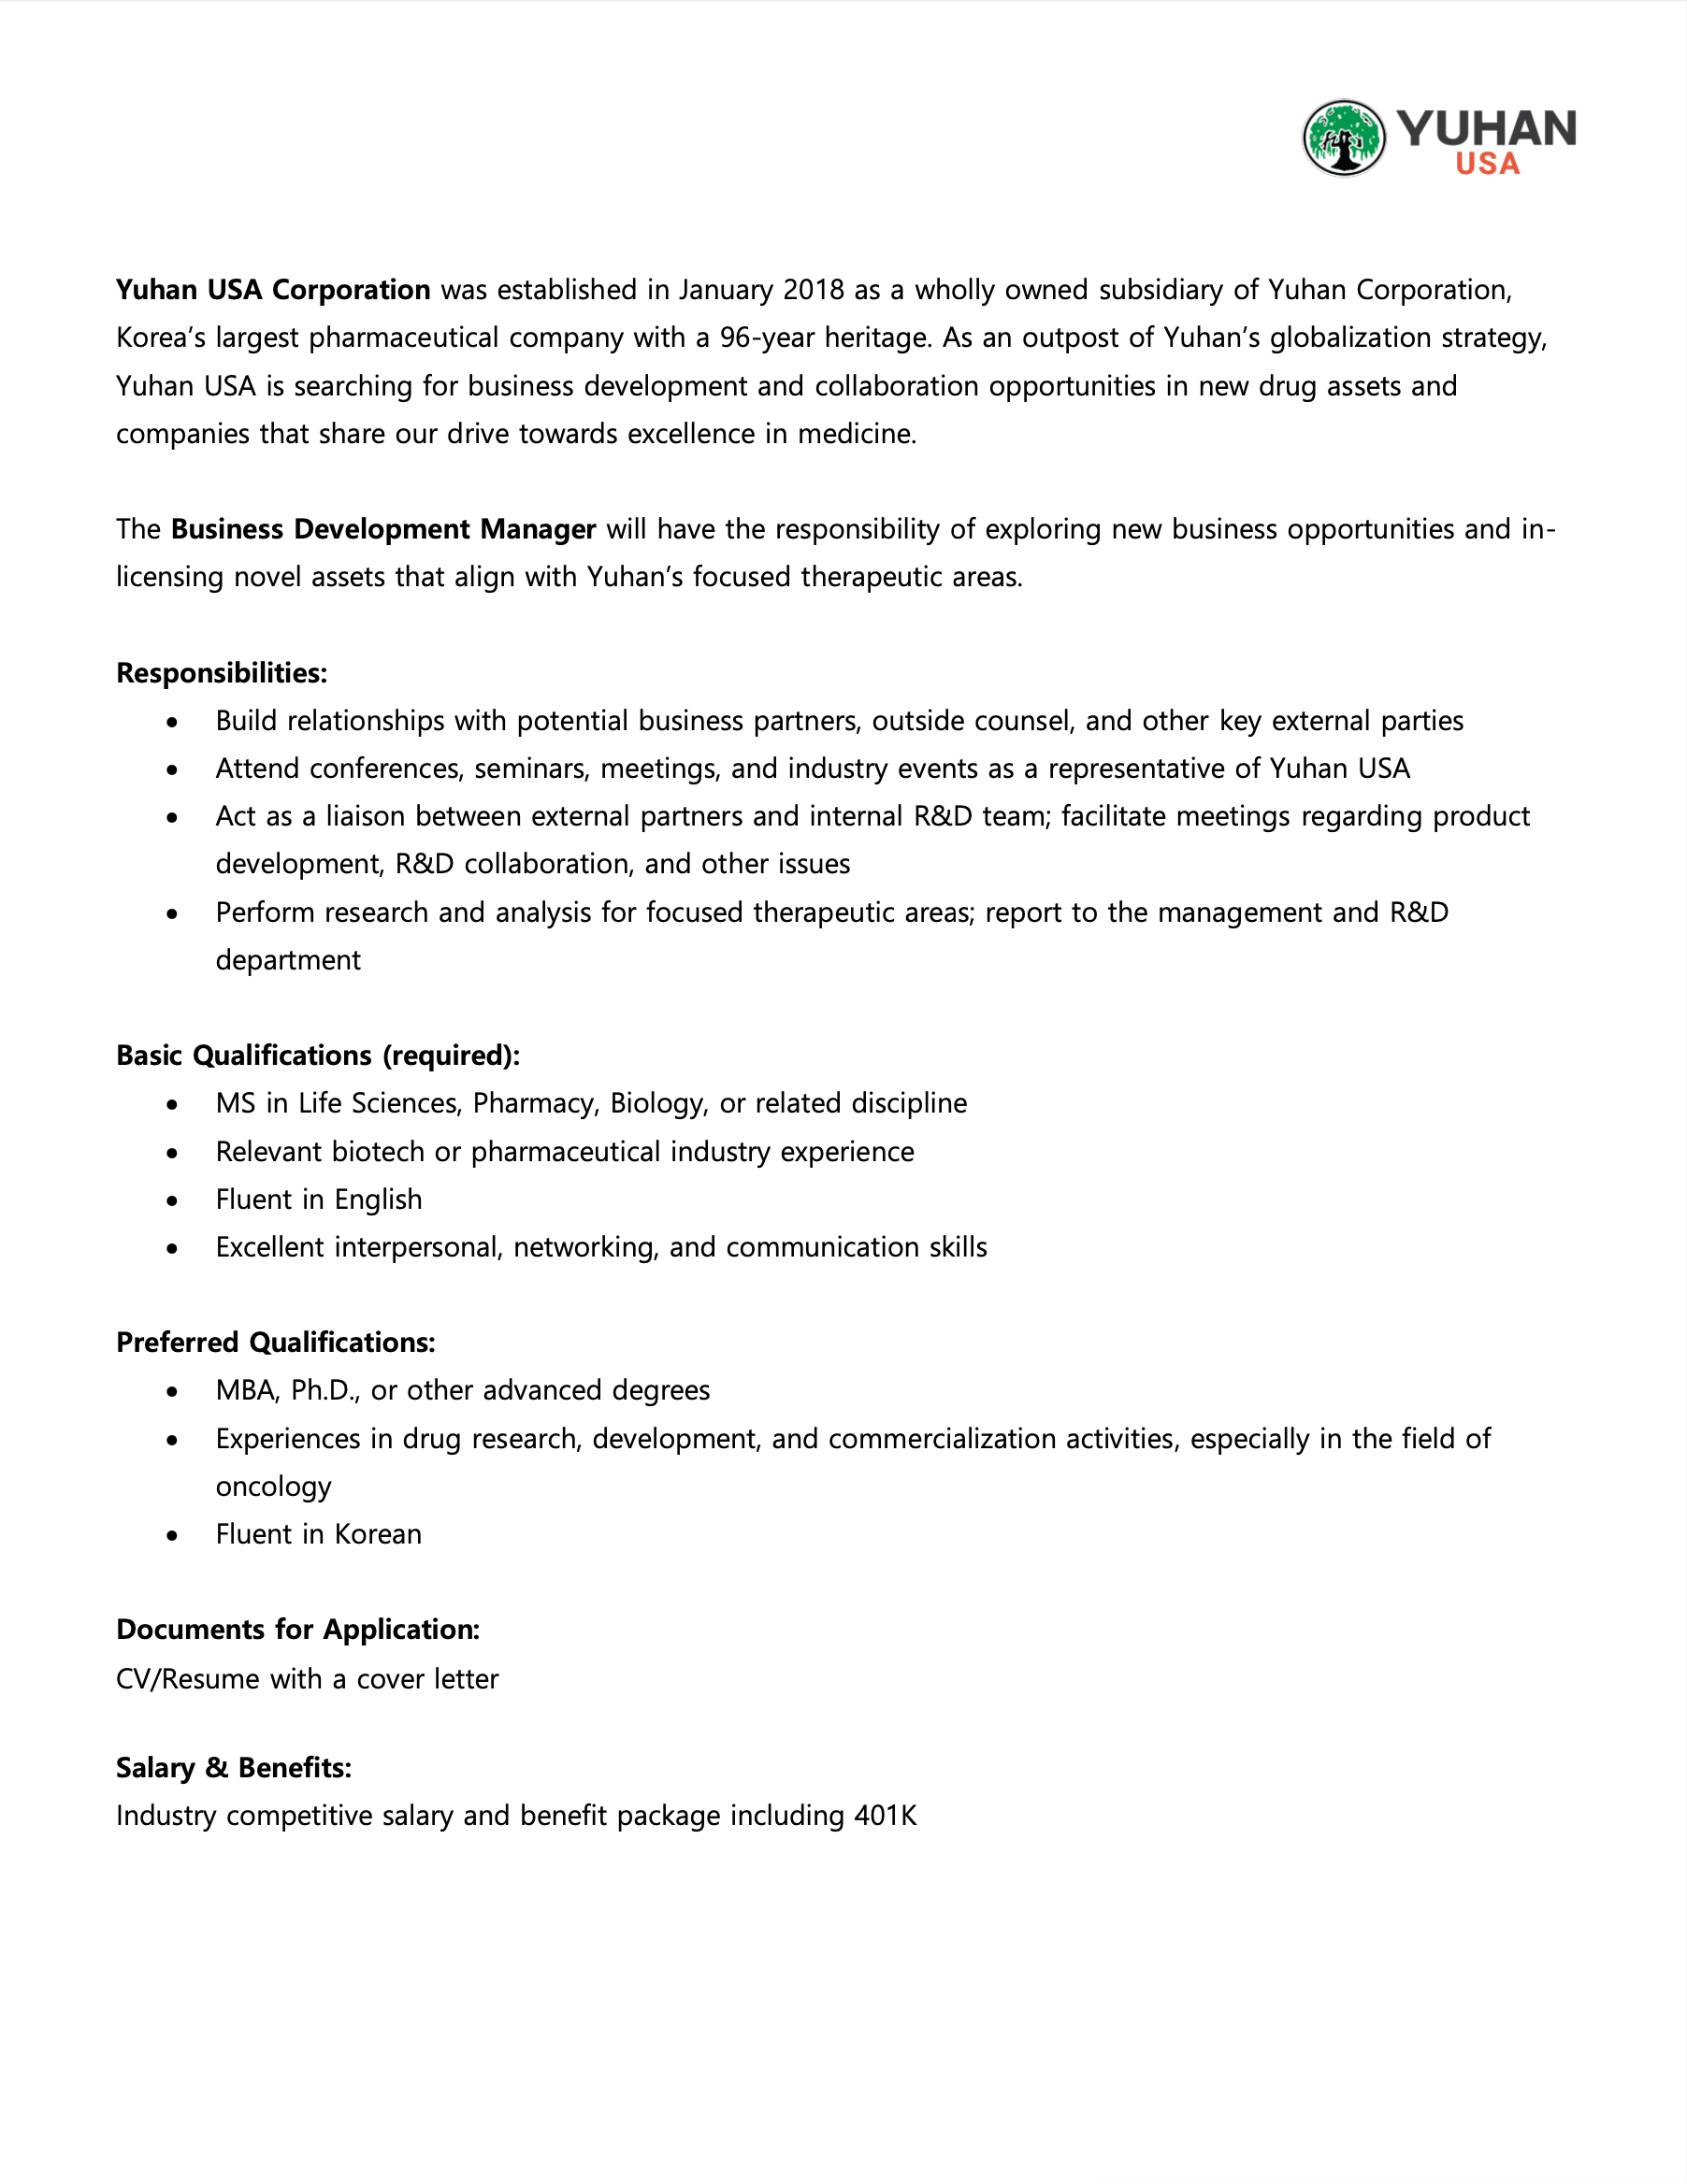 YUHAN
USA
Yuhan USA Corporation was established in January 2018 as a wholly owned subsidiary of Yuhan Corporation,
Korea’s largest pharmaceutical company with a 96-year heritage. As an outpost of Yuhan’s globalization strategy,
Yuhan USA is searching for business development and collaboration opportunities in new drug assets and
companies that share our drive towards excellence in medicine.
The Business Development Manager will have the responsibility of exploring new business opportunities and in-
licensing novel assets that align with Yuhan’s focused therapeutic areas.
Responsibilities:
• Build relationships with potential business partners, outside counsel, and other key external parties
• Attend conferences, seminars, meetings, and industry events as a representative of Yuhan USA
• Act as a liaison between external partners and internal R&D team; facilitate meetings regarding product
development, R&D collaboration, and other issues
• Perform research and analysis for focused therapeutic areas; report to the management and R&D
department
Basic Qualifications (required):
• MS in Life Sciences, Pharmacy, Biology, or related discipline
• Relevant biotech or pharmaceutical industry experience
• Fluent in English
• Excellent interpersonal, networking, and communication skills
Preferred Qualifications:
• MBA, Ph.D., or other advanced degrees
• Experiences in drug research, development, and commercialization activities, especially in the field of
oncology
• Fluent in Korean
Documents for Application:
CV/Resume with a cover letter
Salary & Benefits:
Industry competitive salary and benefit package including 401K